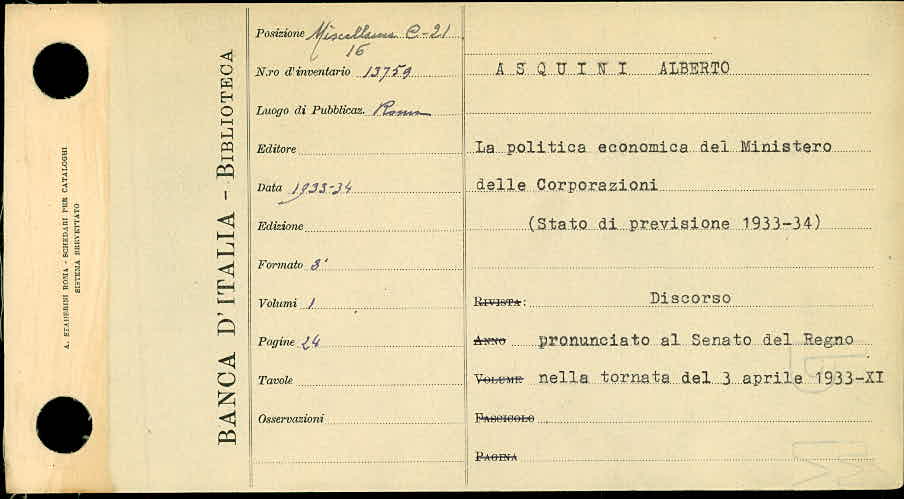 A. STADERINI ROMA - SCHEDARI PER CATALOGHI
SISTEMA BREVETTATO
BANCA D'ITALIA - BIBLIOTECA
Posizione Miscellanea C-21
16
N.ro d'inventario 13759
Luogo di Pubblicaz. Roma
Editore
Data 1933-34
Edizione
Formato 8°
Volumi 1
Pagine 24
Tavole
Osservazioni
ASQUINI ALBERTO
La politica economica del Ministero
delle Corporazioni
(Stato di previsione 1933-34)
RIVISTA: Discorso
ANNO pronunciato al Senato del Regno
VOLUME nella tornata del 3 aprile 1933-XI
FASCICOLO
PAGINA